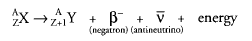 ᴬ_ZX → ᴬ_Z+1Y + β⁻ + ν̄ + energy
(negatron) (antineutrino)